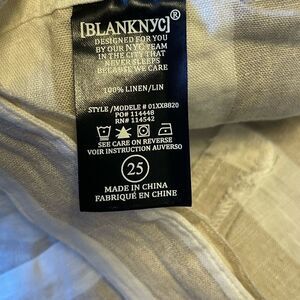 [BLANKNYC]®
DESIGNED FOR YOU
BY OUR NYC TEAM
IN THE CITY THAT
NEVER SLEEPS
BECAUSE WE CARE
100% LINEN/LIN
STYLE /MODELE # 01XX8820
PO# 114448
RN# 114542
SEE CARE ON REVERSE
VOIR INSTRUCTION AUVERSO
25
MADE IN CHINA
FABRIQUÉ EN CHINE